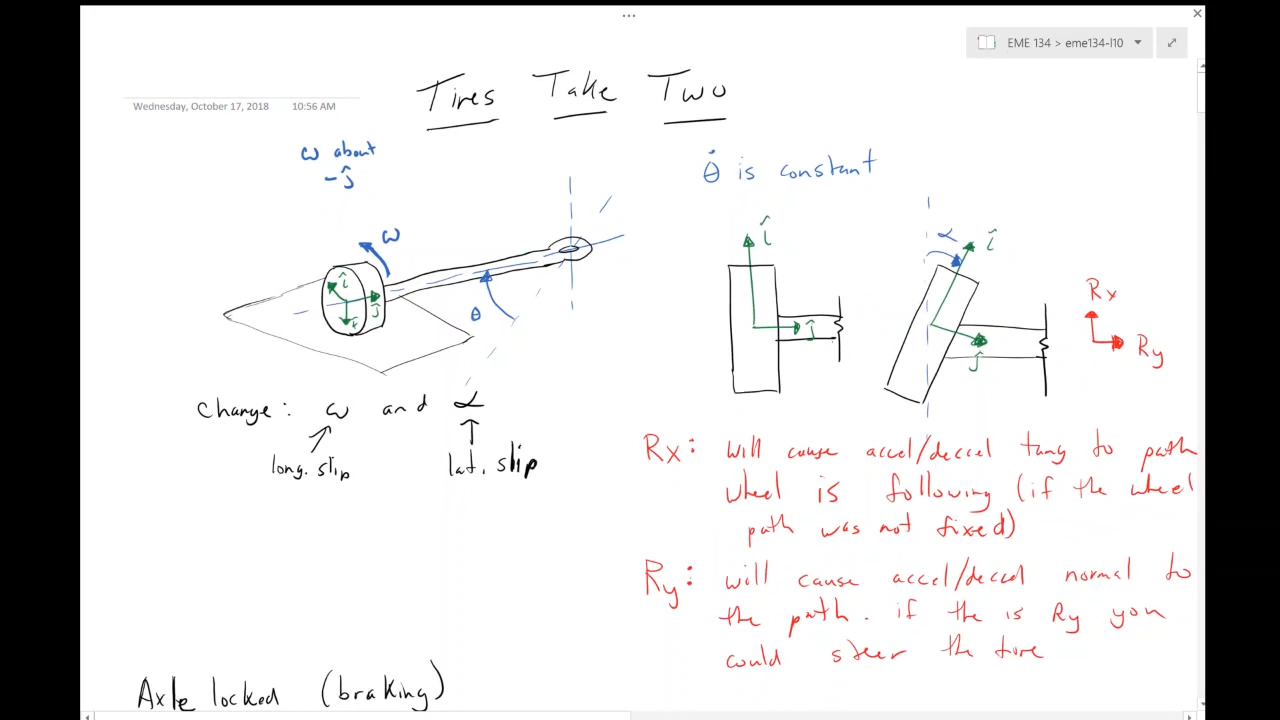 EME 134 > eme134-l10
Tires Take Two
Wednesday, October 17, 2018 10:56 AM
ω about
-ĵ
θ̇ is constant
ω
î
ĵ
k̂
θ
î
ĵ
α
î
ĵ
Rx
Ry
Change: ω and α
long. slip
lat. slip
Rx: will cause accel/deccel tang to path
wheel is following (if the wheel
path was not fixed)
Ry: will cause accel/deccel normal to
the path. if the is Ry you
could steer the tire
Axle locked (braking)